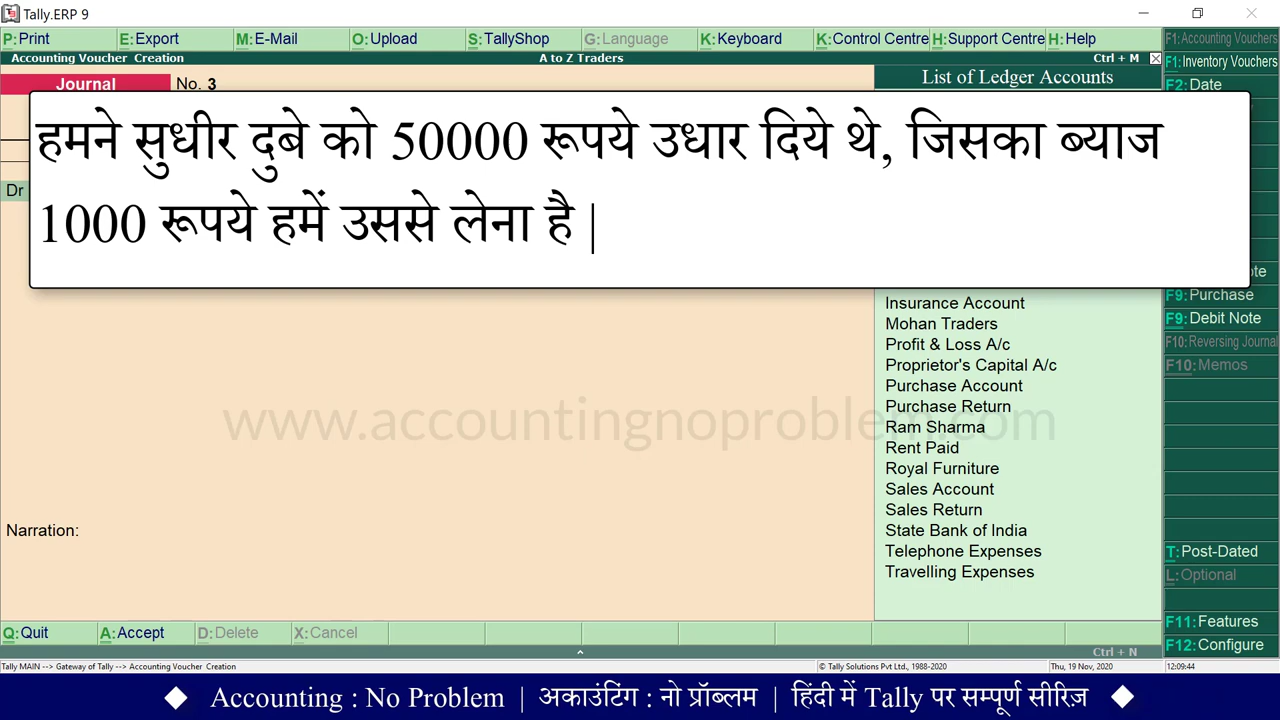 Tally.ERP 9
P:Print E:Export M:E-Mail O:Upload S:TallyShop G:Language K:Keyboard K:Control Centre H:Support Centre H:Help
F1:Accounting Vouchers
Accounting Voucher Creation A to Z Traders Ctrl + M
F1:Inventory Vouchers
Journal No. 3
List of Ledger Accounts
F2:Date
हमने सुधीर दुबे को 50000 रूपये उधार दिये थे, जिसका ब्याज
1000 रूपये हमें उससे लेना है |
Dr
F9:Purchase
F9:Debit Note
F10:Reversing Journal
F10:Memos
Insurance Account
Mohan Traders
Profit & Loss A/c
Proprietor's Capital A/c
Purchase Account
Purchase Return
Ram Sharma
Rent Paid
Royal Furniture
Sales Account
Sales Return
State Bank of India
Telephone Expenses
Travelling Expenses
www.accountingnoproblem.com
Narration:
T:Post-Dated
L:Optional
F11:Features
F12:Configure
Q:Quit A:Accept D:Delete X:Cancel
Ctrl + N
Tally MAIN --> Gateway of Tally --> Accounting Voucher Creation © Tally Solutions Pvt Ltd., 1988-2020 Thu, 19 Nov, 2020 12:09:44
Accounting : No Problem | अकाउंटिंग : नो प्रॉब्लम | हिंदी में Tally पर सम्पूर्ण सीरिज़